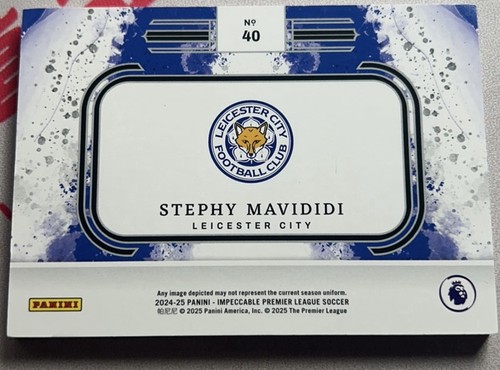 Nº
40
LEICESTER CITY
FOOTBALL CLUB
STEPHY MAVIDIDI
LEICESTER CITY
Any image depicted may not represent the current season uniform.
2024-25 PANINI - IMPECCABLE PREMIER LEAGUE SOCCER
帕尼尼 © 2025 Panini America, Inc. © 2025 The Premier League
PANINI